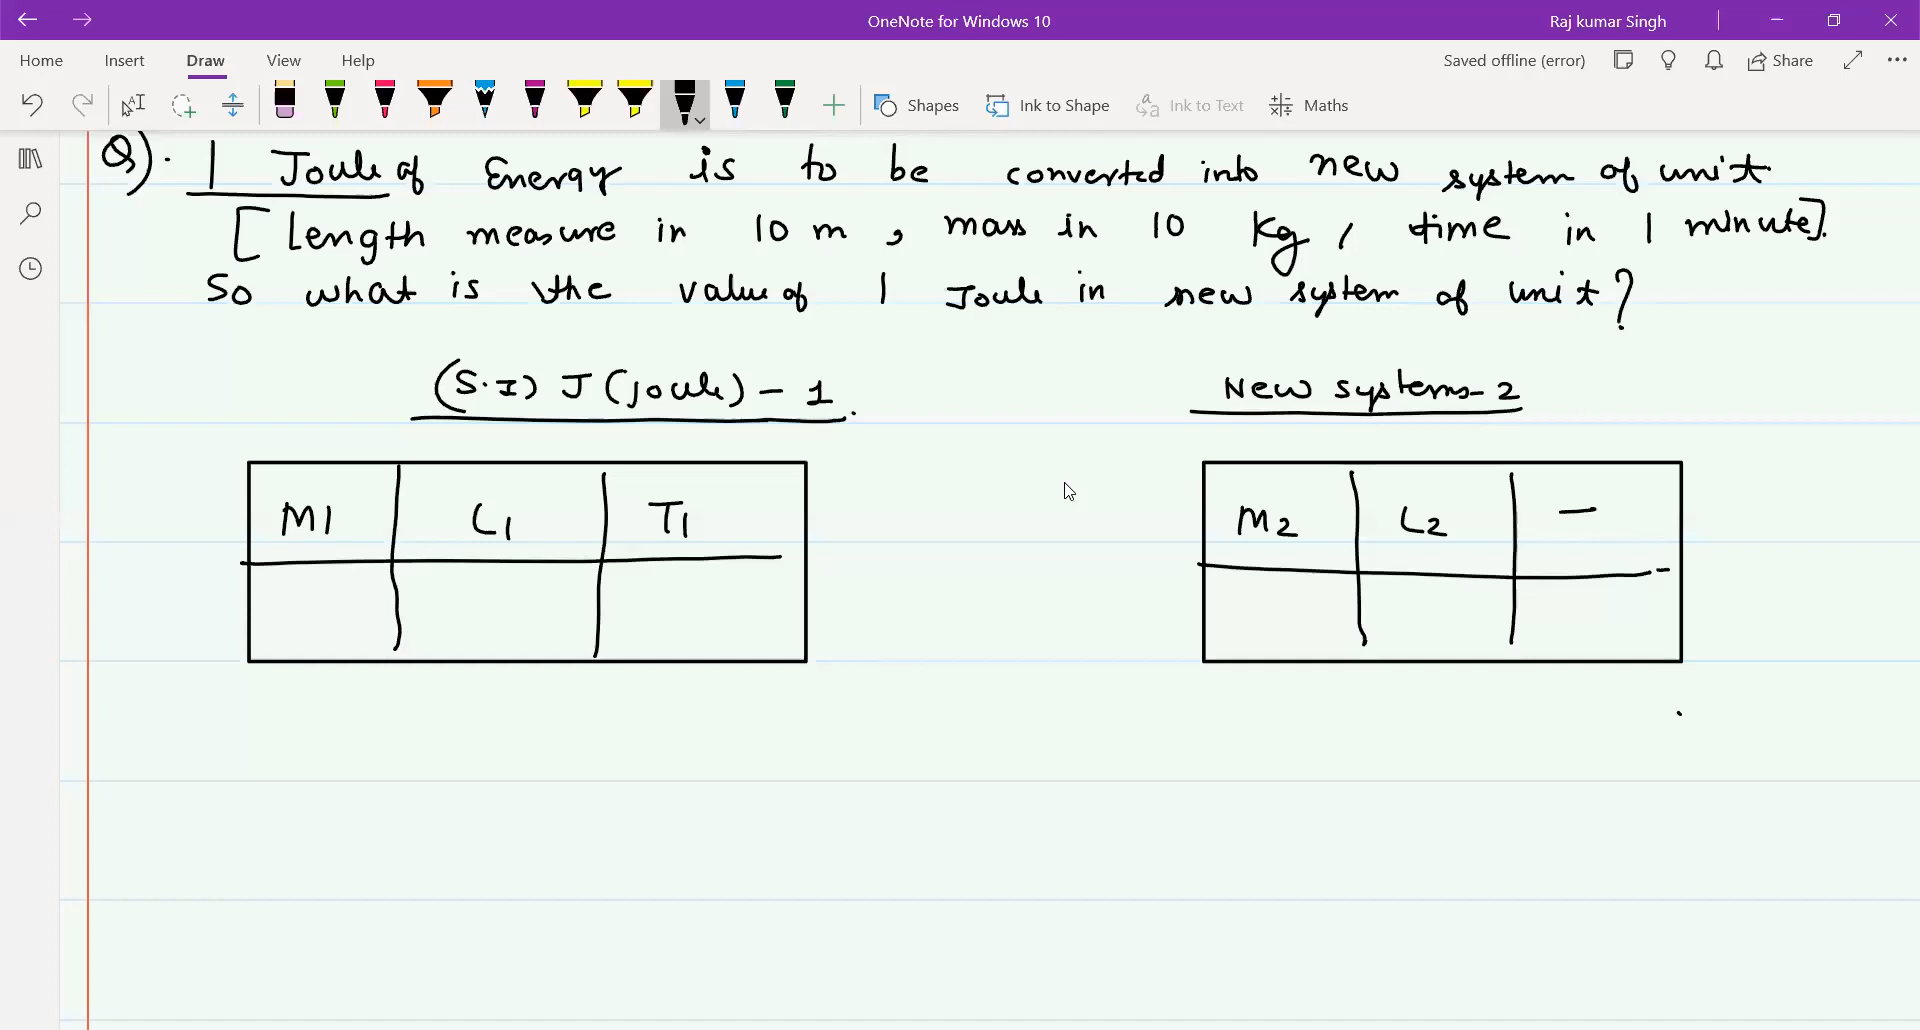 OneNote for Windows 10
Raj kumar Singh
Home Insert Draw View Help
Saved offline (error) Share
Shapes Ink to Shape Ink to Text Maths
Q). 1 Joule of Energy is to be converted into new system of unit
[Length measure in 10 m, mass in 10 Kg, time in 1 minute].
So what is the value of 1 Joule in new system of unit?
(S.I) J (joule) - 1.
New systems - 2
M1 L1 T1
M2 L2 -